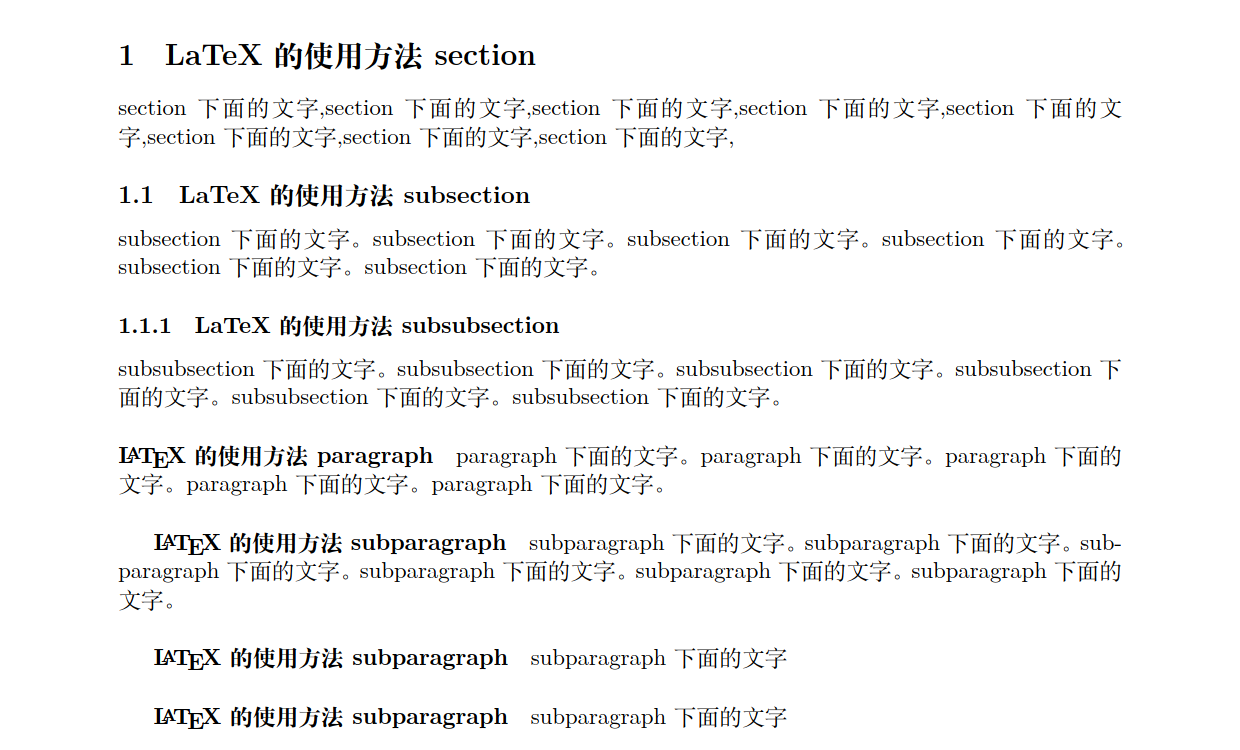 1 LaTeX 的使用方法 section
section 下面的文字,section 下面的文字,section 下面的文字,section 下面的文字,section 下面的文
字,section 下面的文字,section 下面的文字,section 下面的文字,
1.1 LaTeX 的使用方法 subsection
subsection 下面的文字。subsection 下面的文字。subsection 下面的文字。subsection 下面的文字。
subsection 下面的文字。subsection 下面的文字。
1.1.1 LaTeX 的使用方法 subsubsection
subsubsection 下面的文字。subsubsection 下面的文字。subsubsection 下面的文字。subsubsection 下
面的文字。subsubsection 下面的文字。subsubsection 下面的文字。
LATEX 的使用方法 paragraph paragraph 下面的文字。paragraph 下面的文字。paragraph 下面的
文字。paragraph 下面的文字。paragraph 下面的文字。
LATEX 的使用方法 subparagraph subparagraph 下面的文字。subparagraph 下面的文字。sub-
paragraph 下面的文字。subparagraph 下面的文字。subparagraph 下面的文字。subparagraph 下面的
文字。
LATEX 的使用方法 subparagraph subparagraph 下面的文字
LATEX 的使用方法 subparagraph subparagraph 下面的文字